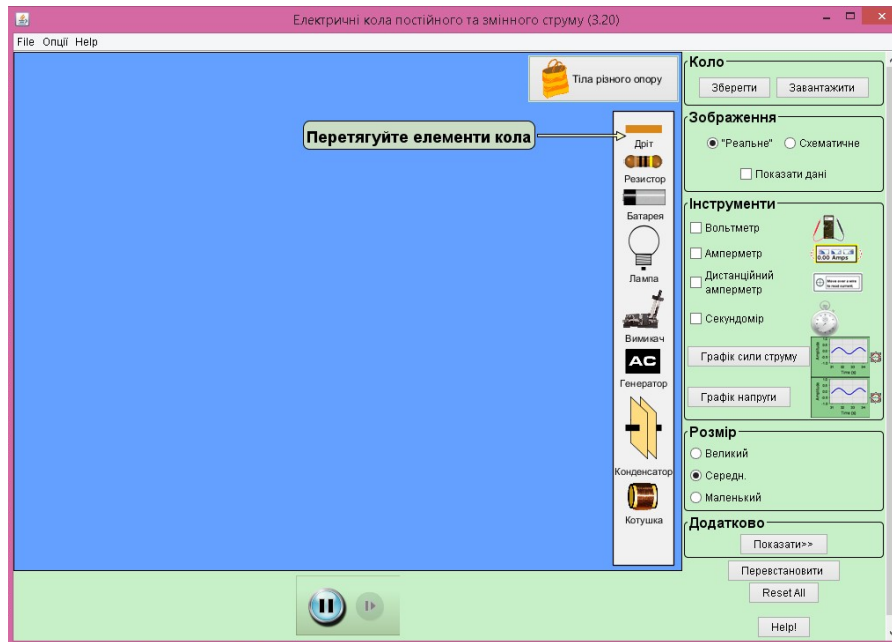 Електричні кола постійного та змінного струму (3.20)
File Опції Help
Тіла різного опору
Перетягуйте елементи кола
Дріт
Резистор
Батарея
Лампа
Вимикач
AC
Генератор
Конденсатор
Котушка
Коло
Зберегти Завантажити
Зображення
"Реальне" Схематичне
Показати дані
Інструменти
Вольтметр
Амперметр
0.00 Amps
Дистанційний
амперметр
Секундомір
Графік сили струму
Графік напруги
Розмір
Великий
Середн.
Маленький
Додатково
Показати>>
Перевстановити
Reset All
Help!